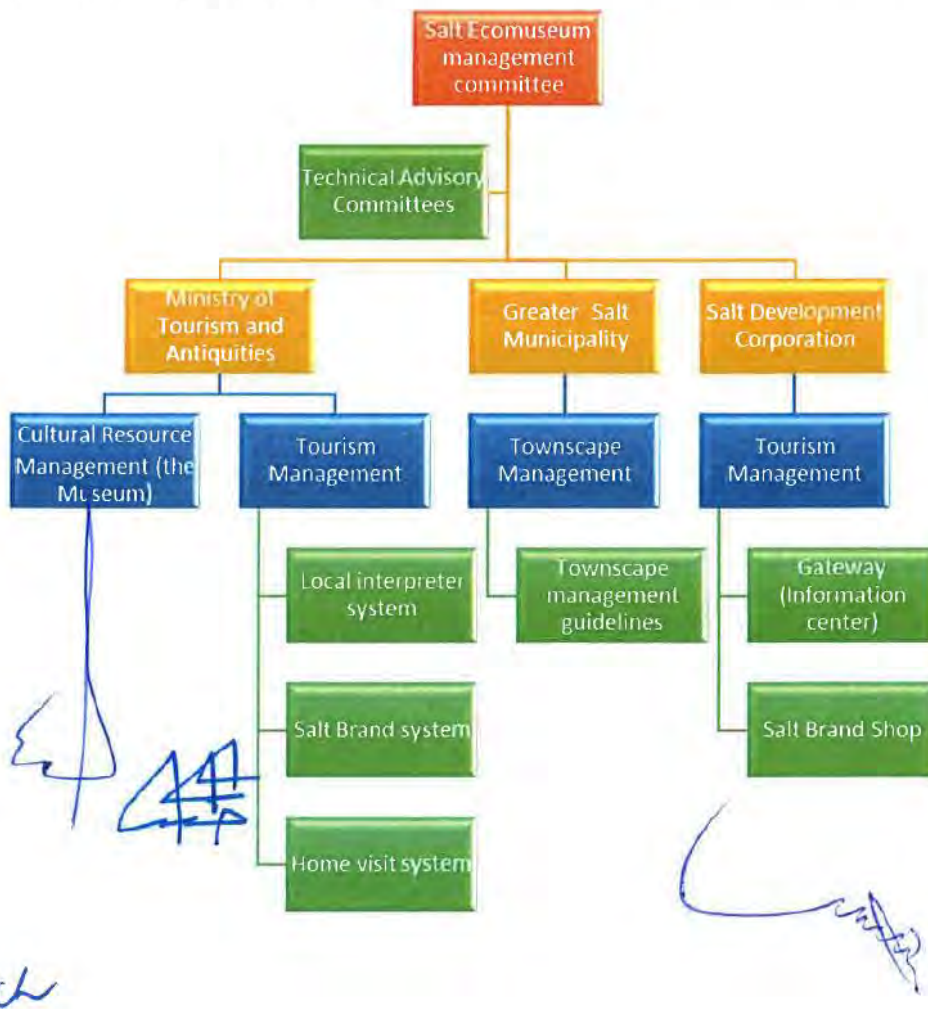 Salt Ecomuseum
management
committee
Technical Advisory
Committees
Ministry of
Tourism and
Antiquities
Greater Salt
Municipality
Salt Development
Corporation
Cultural Resource
Management (the
Museum)
Tourism
Management
Townscape
Management
Tourism
Management
Local interpreter
system
Salt Brand system
Home visit system
Townscape
management
guidelines
Gateway
(Information
center)
Salt Brand Shop